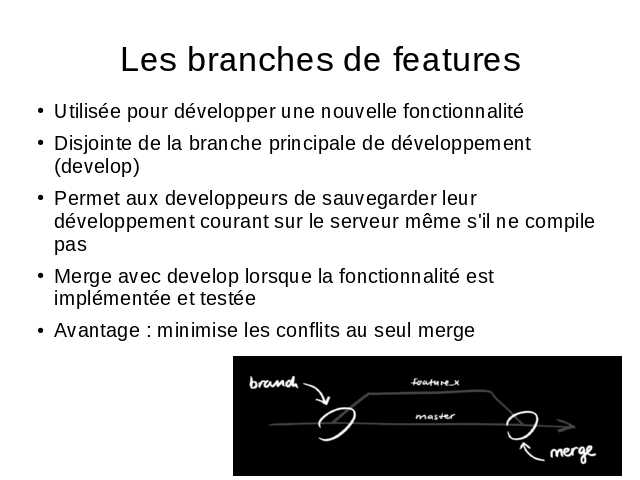 Les branches de features
• Utilisée pour développer une nouvelle fonctionnalité
• Disjointe de la branche principale de développement
(develop)
• Permet aux developpeurs de sauvegarder leur
développement courant sur le serveur même s'il ne compile
pas
• Merge avec develop lorsque la fonctionnalité est
implémentée et testée
• Avantage : minimise les conflits au seul merge
branch
feature_x
master
merge